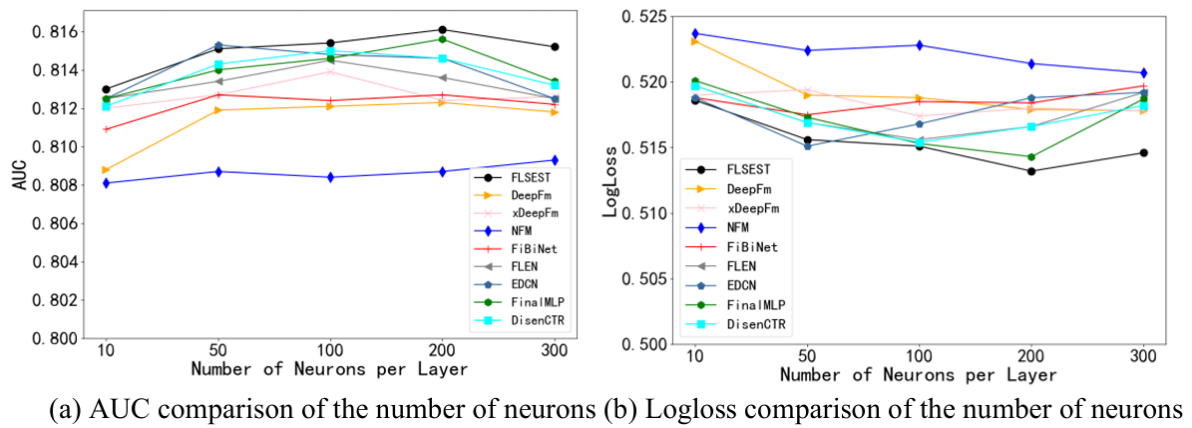 0.816
0.814
0.812
0.810
0.808
0.806
0.804
0.802
0.800
AUC
10 50 100 200 300
Number of Neurons per Layer
FLSEST
DeepFm
xDeepFm
NFM
FiBiNet
FLEN
EDCN
FinalMLP
DisenCTR
0.525
0.520
0.515
0.510
0.505
0.500
LogLoss
10 50 100 200 300
Number of Neurons per Layer
FLSEST
DeepFm
xDeepFm
NFM
FiBiNet
FLEN
EDCN
FinalMLP
DisenCTR
(a) AUC comparison of the number of neurons (b) Logloss comparison of the number of neurons